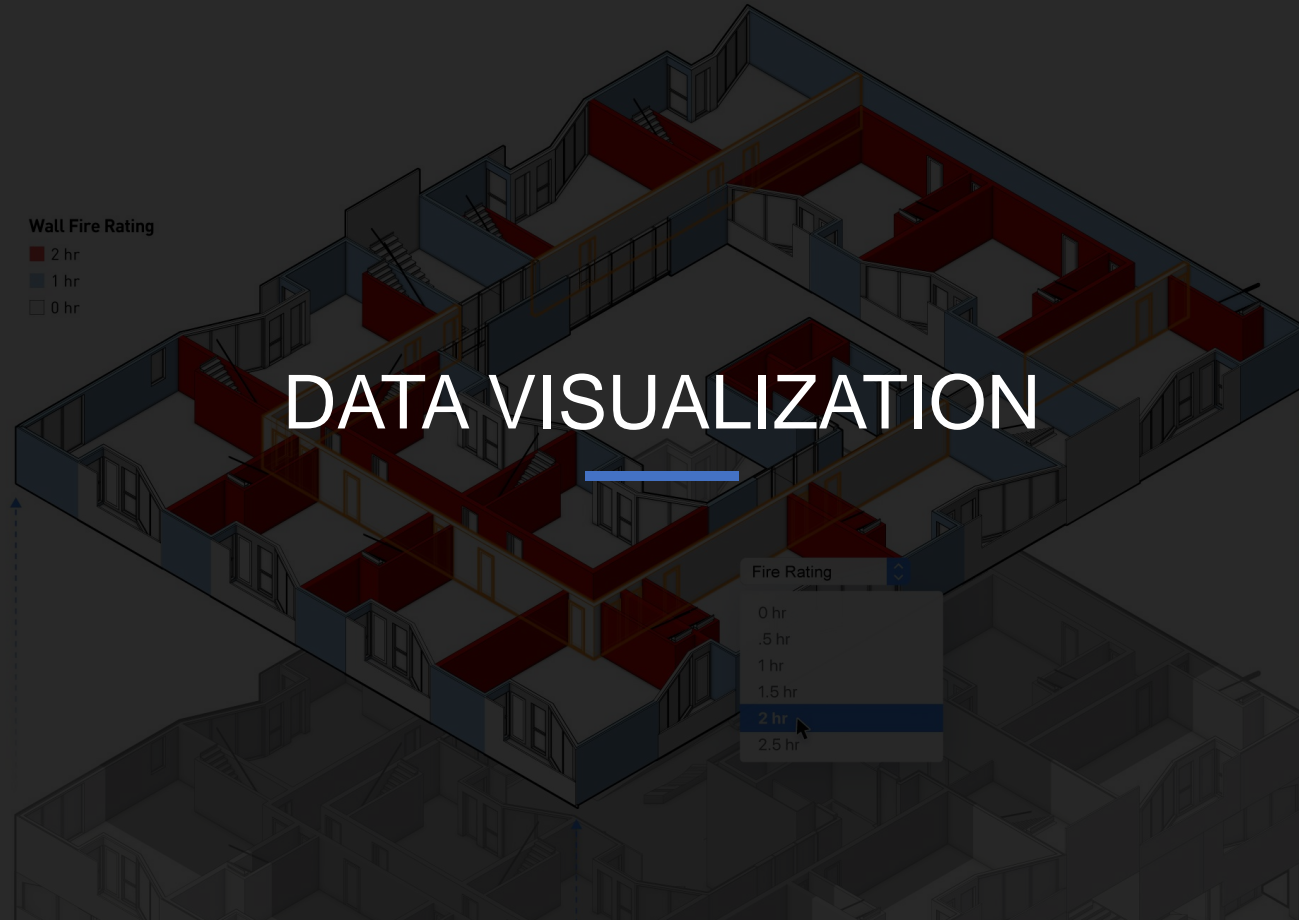 Wall Fire Rating
2 hr
1 hr
0 hr
DATA VISUALIZATION
Fire Rating
0 hr
.5 hr
1 hr
1.5 hr
2 hr
2.5 hr